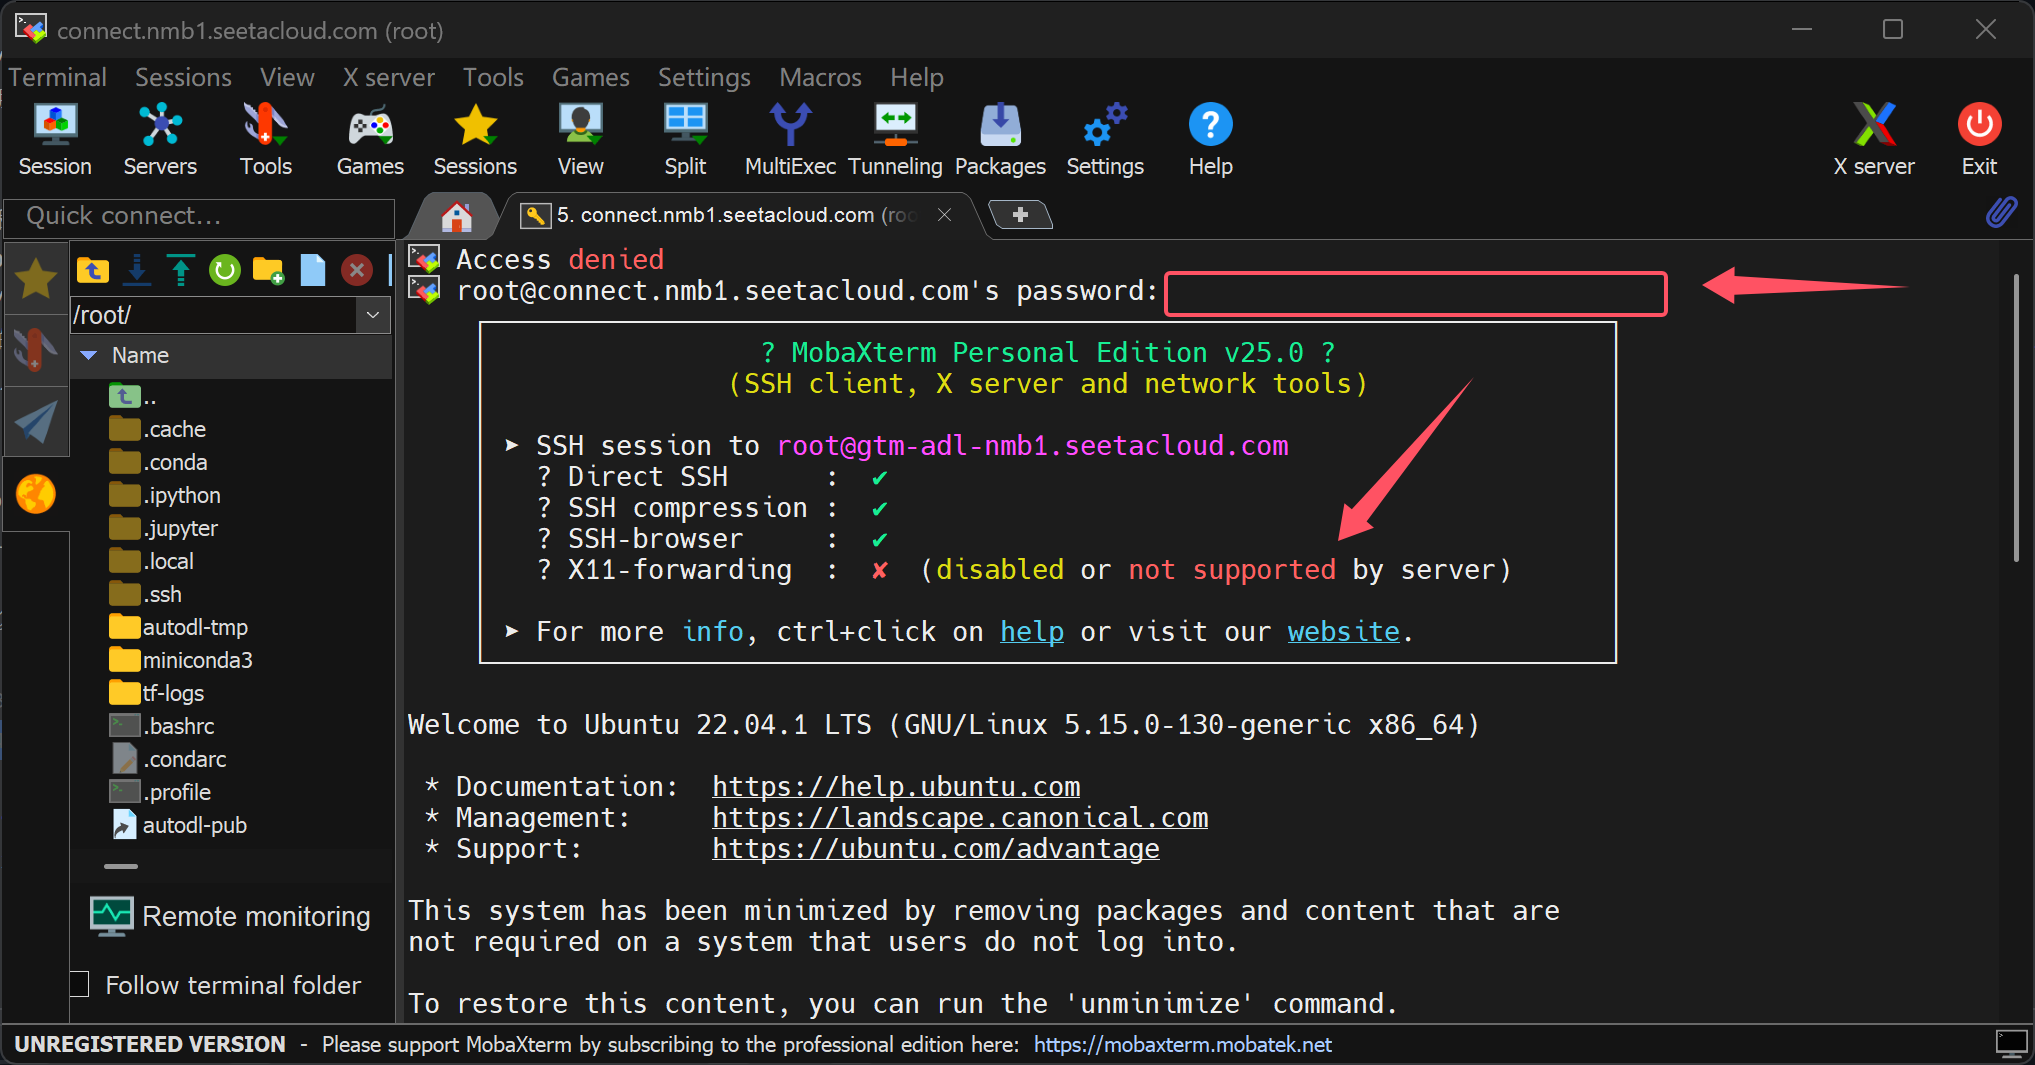 connect.nmb1.seetacloud.com (root)
Terminal Sessions View X server Tools Games Settings Macros Help
Session Servers Tools Games Sessions View Split MultiExec Tunneling Packages Settings Help X server Exit
Quick connect...
5. connect.nmb1.seetacloud.com (roo
/root/
Name
..
.cache
.conda
.ipython
.jupyter
.local
.ssh
autodl-tmp
miniconda3
tf-logs
.bashrc
.condarc
.profile
autodl-pub
Remote monitoring
Follow terminal folder
Access denied
root@connect.nmb1.seetacloud.com's password:
? MobaXterm Personal Edition v25.0 ?
(SSH client, X server and network tools)
➤ SSH session to root@gtm-adl-nmb1.seetacloud.com
? Direct SSH : ✔
? SSH compression : ✔
? SSH-browser : ✔
? X11-forwarding : ✘ (disabled or not supported by server)
➤ For more info, ctrl+click on help or visit our website.
Welcome to Ubuntu 22.04.1 LTS (GNU/Linux 5.15.0-130-generic x86_64)
* Documentation: https://help.ubuntu.com
* Management: https://landscape.canonical.com
* Support: https://ubuntu.com/advantage
This system has been minimized by removing packages and content that are
not required on a system that users do not log into.
To restore this content, you can run the 'unminimize' command.
UNREGISTERED VERSION - Please support MobaXterm by subscribing to the professional edition here: https://mobaxterm.mobatek.net